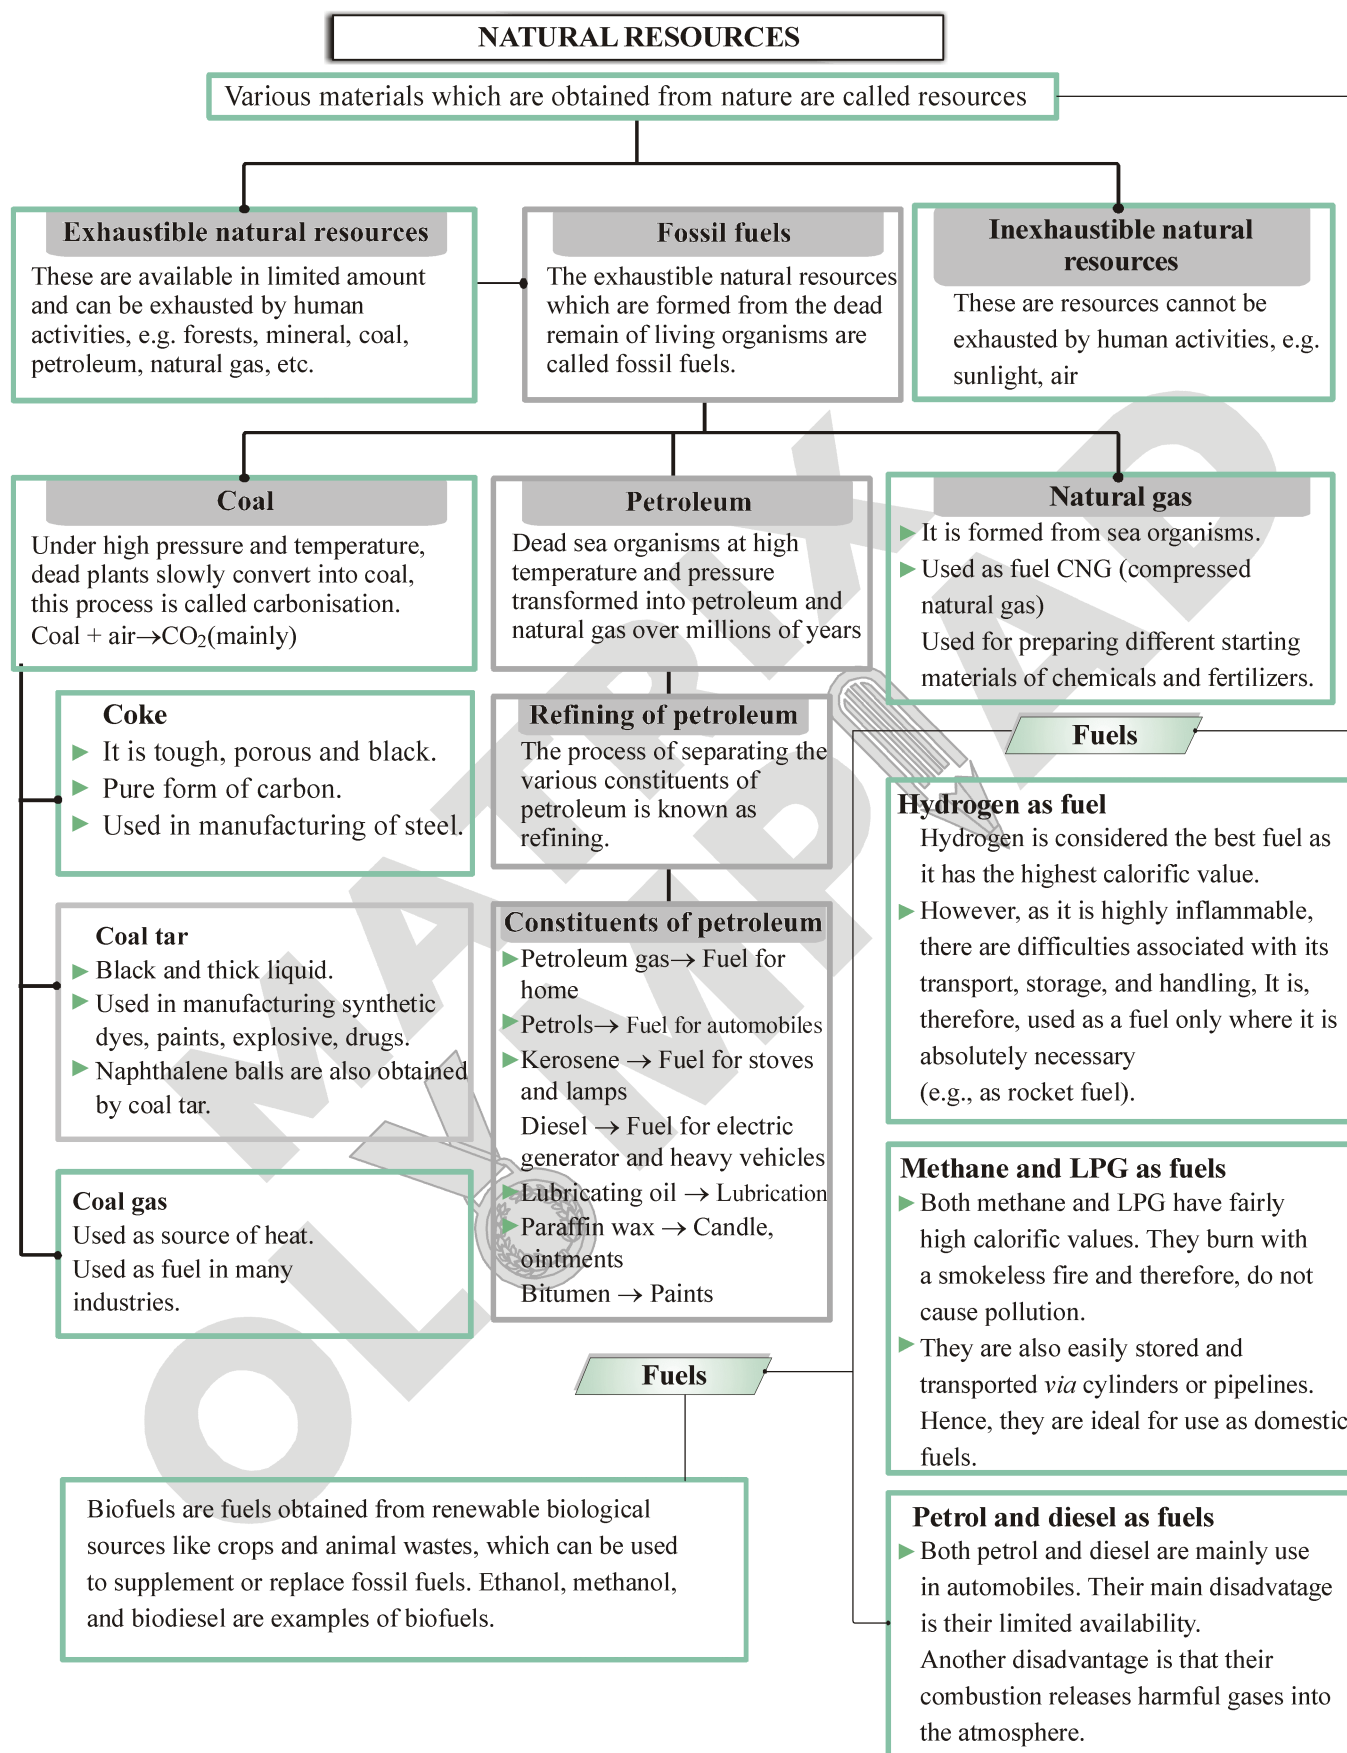 NATURAL RESOURCES
Various materials which are obtained from nature are called resources
Exhaustible natural resources
These are available in limited amount
and can be exhausted by human
activities, e.g. forests, mineral, coal,
petroleum, natural gas, etc.
Fossil fuels
The exhaustible natural resources
which are formed from the dead
remain of living organisms are
called fossil fuels.
Inexhaustible natural
resources
These are resources cannot be
exhausted by human activities, e.g.
sunlight, air
Coal
Under high pressure and temperature,
dead plants slowly convert into coal,
this process is called carbonisation.
Coal + air→CO₂(mainly)
Petroleum
Dead sea organisms at high
temperature and pressure
transformed into petroleum and
natural gas over millions of years
Natural gas
It is formed from sea organisms.
Used as fuel CNG (compressed
natural gas)
Used for preparing different starting
materials of chemicals and fertilizers.
Coke
It is tough, porous and black.
Pure form of carbon.
Used in manufacturing of steel.
Refining of petroleum
The process of separating the
various constituents of
petroleum is known as
refining.
Fuels
Hydrogen as fuel
Hydrogen is considered the best fuel as
it has the highest calorific value.
However, as it is highly inflammable,
there are difficulties associated with its
transport, storage, and handling, It is,
therefore, used as a fuel only where it is
absolutely necessary
(e.g., as rocket fuel).
Coal tar
Black and thick liquid.
Used in manufacturing synthetic
dyes, paints, explosive, drugs.
Naphthalene balls are also obtained
by coal tar.
Constituents of petroleum
Petroleum gas→ Fuel for
home
Petrols→ Fuel for automobiles
Kerosene → Fuel for stoves
and lamps
Diesel → Fuel for electric
generator and heavy vehicles
Lubricating oil → Lubrication
Paraffin wax → Candle,
ointments
Bitumen → Paints
Coal gas
Used as source of heat.
Used as fuel in many
industries.
Methane and LPG as fuels
Both methane and LPG have fairly
high calorific values. They burn with
a smokeless fire and therefore, do not
cause pollution.
They are also easily stored and
transported via cylinders or pipelines.
Hence, they are ideal for use as domestic
fuels.
Fuels
Biofuels are fuels obtained from renewable biological
sources like crops and animal wastes, which can be used
to supplement or replace fossil fuels. Ethanol, methanol,
and biodiesel are examples of biofuels.
Petrol and diesel as fuels
Both petrol and diesel are mainly use
in automobiles. Their main disadvatage
is their limited availability.
Another disadvantage is that their
combustion releases harmful gases into
the atmosphere.
MATRIX
OLYMPIAD